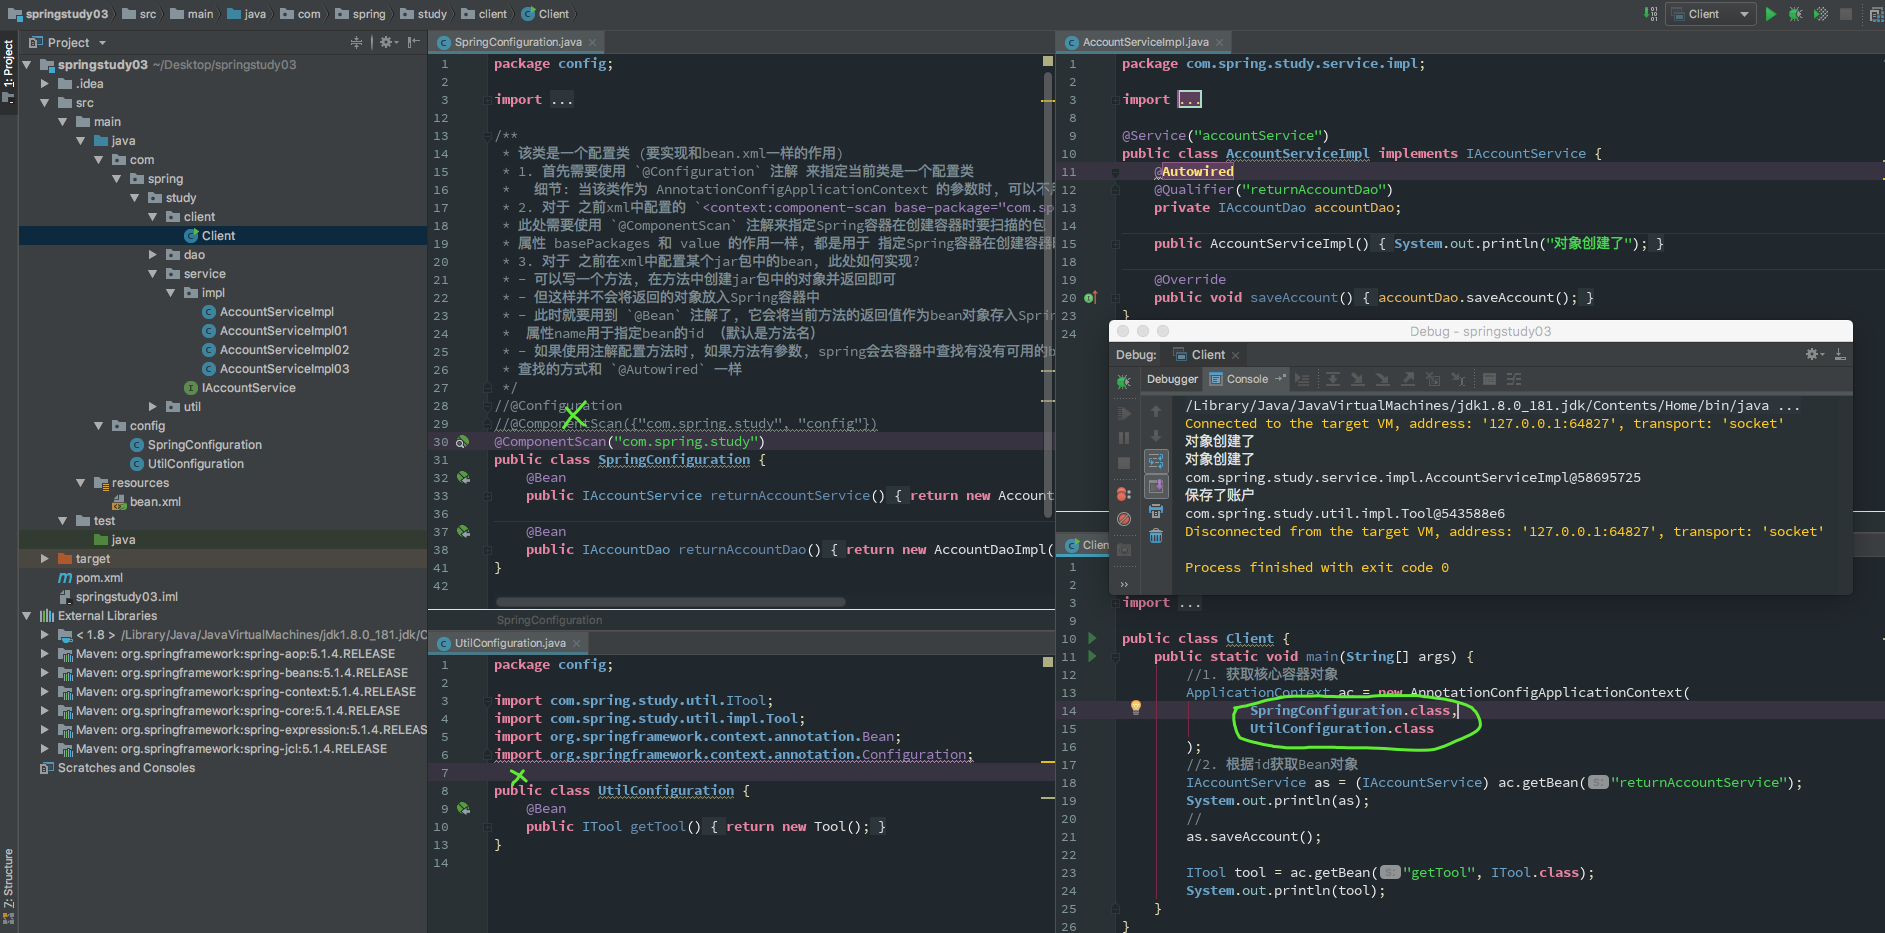 springstudy03
src
main
java
com
spring
study
client
Client
Client
1: Project
Z: Structure
Project
springstudy03 ~/Desktop/springstudy03
.idea
src
main
java
com
spring
study
client
Client
dao
service
impl
AccountServiceImpl
AccountServiceImpl01
AccountServiceImpl02
AccountServiceImpl03
IAccountService
util
config
SpringConfiguration
UtilConfiguration
resources
bean.xml
test
java
target
pom.xml
springstudy03.iml
External Libraries
< 1.8 > /Library/Java/JavaVirtualMachines/jdk1.8.0_181.jdk/C
Maven: org.springframework:spring-aop:5.1.4.RELEASE
Maven: org.springframework:spring-beans:5.1.4.RELEASE
Maven: org.springframework:spring-context:5.1.4.RELEASE
Maven: org.springframework:spring-core:5.1.4.RELEASE
Maven: org.springframework:spring-expression:5.1.4.RELEAS
Maven: org.springframework:spring-jcl:5.1.4.RELEASE
Scratches and Consoles
SpringConfiguration.java
1 package config;
2
3 import ...
12
13 /**
14 * 该类是一个配置类 (要实现和bean.xml一样的作用)
15 * 1. 首先需要使用 `@Configuration` 注解 来指定当前类是一个配置类
16 * 细节: 当该类作为 AnnotationConfigApplicationContext 的参数时, 可以不
17 * 2. 对于 之前xml中配置的 `<context:component-scan base-package="com.sp
18 * 此处需要使用 `@ComponentScan` 注解来指定Spring容器在创建容器时要扫描的包
19 * 属性 basePackages 和 value 的作用一样, 都是用于 指定Spring容器在创建容器
20 * 3. 对于 之前在xml中配置某个jar包中的bean, 此处如何实现?
21 * - 可以写一个方法, 在方法中创建jar包中的对象并返回即可
22 * - 但这样并不会将返回的对象放入Spring容器中
23 * - 此时就要用到 `@Bean` 注解了, 它会将当前方法的返回值作为bean对象存入Spri
24 * 属性name用于指定bean的id (默认是方法名)
25 * - 如果使用注解配置方法时, 如果方法有参数, spring会去容器中查找有没有可用的b
26 * 查找的方式和 `@Autowired` 一样
27 */
28 //@Configuration
29 //@ComponentScan({"com.spring.study", "config"})
30 @ComponentScan("com.spring.study")
31 public class SpringConfiguration {
32 @Bean
33 public IAccountService returnAccountService() { return new Account
36
37 @Bean
38 public IAccountDao returnAccountDao() { return new AccountDaoImpl(
41 }
42
SpringConfiguration
UtilConfiguration.java
1 package config;
2
3 import com.spring.study.util.ITool;
4 import com.spring.study.util.impl.Tool;
5 import org.springframework.context.annotation.Bean;
6 import org.springframework.context.annotation.Configuration;
7
8 public class UtilConfiguration {
9 @Bean
10 public ITool getTool() { return new Tool(); }
13 }
14
AccountServiceImpl.java
1 package com.spring.study.service.impl;
2
3 import ...
8
9 @Service("accountService")
10 public class AccountServiceImpl implements IAccountService {
11 @Autowired
12 @Qualifier("returnAccountDao")
13 private IAccountDao accountDao;
14
15 public AccountServiceImpl() { System.out.println("对象创建了"); }
18
19 @Override
20 public void saveAccount() { accountDao.saveAccount(); }
23 }
24
Debug - springstudy03
Debug: Client
Debugger Console
/Library/Java/JavaVirtualMachines/jdk1.8.0_181.jdk/Contents/Home/bin/java ...
Connected to the target VM, address: '127.0.0.1:64827', transport: 'socket'
对象创建了
对象创建了
com.spring.study.service.impl.AccountServiceImpl@58695725
保存了账户
com.spring.study.util.impl.Tool@543588e6
Disconnected from the target VM, address: '127.0.0.1:64827', transport: 'socket'
Process finished with exit code 0
Clien
1
2
3 import ...
9
10 public class Client {
11 public static void main(String[] args) {
12 //1. 获取核心容器对象
13 ApplicationContext ac = new AnnotationConfigApplicationContext(
14 SpringConfiguration.class,
15 UtilConfiguration.class
16 );
17 //2. 根据id获取Bean对象
18 IAccountService as = (IAccountService) ac.getBean( s: "returnAccountService");
19 System.out.println(as);
20 //
21 as.saveAccount();
22
23 ITool tool = ac.getBean( s: "getTool", ITool.class);
24 System.out.println(tool);
25 }
26 }